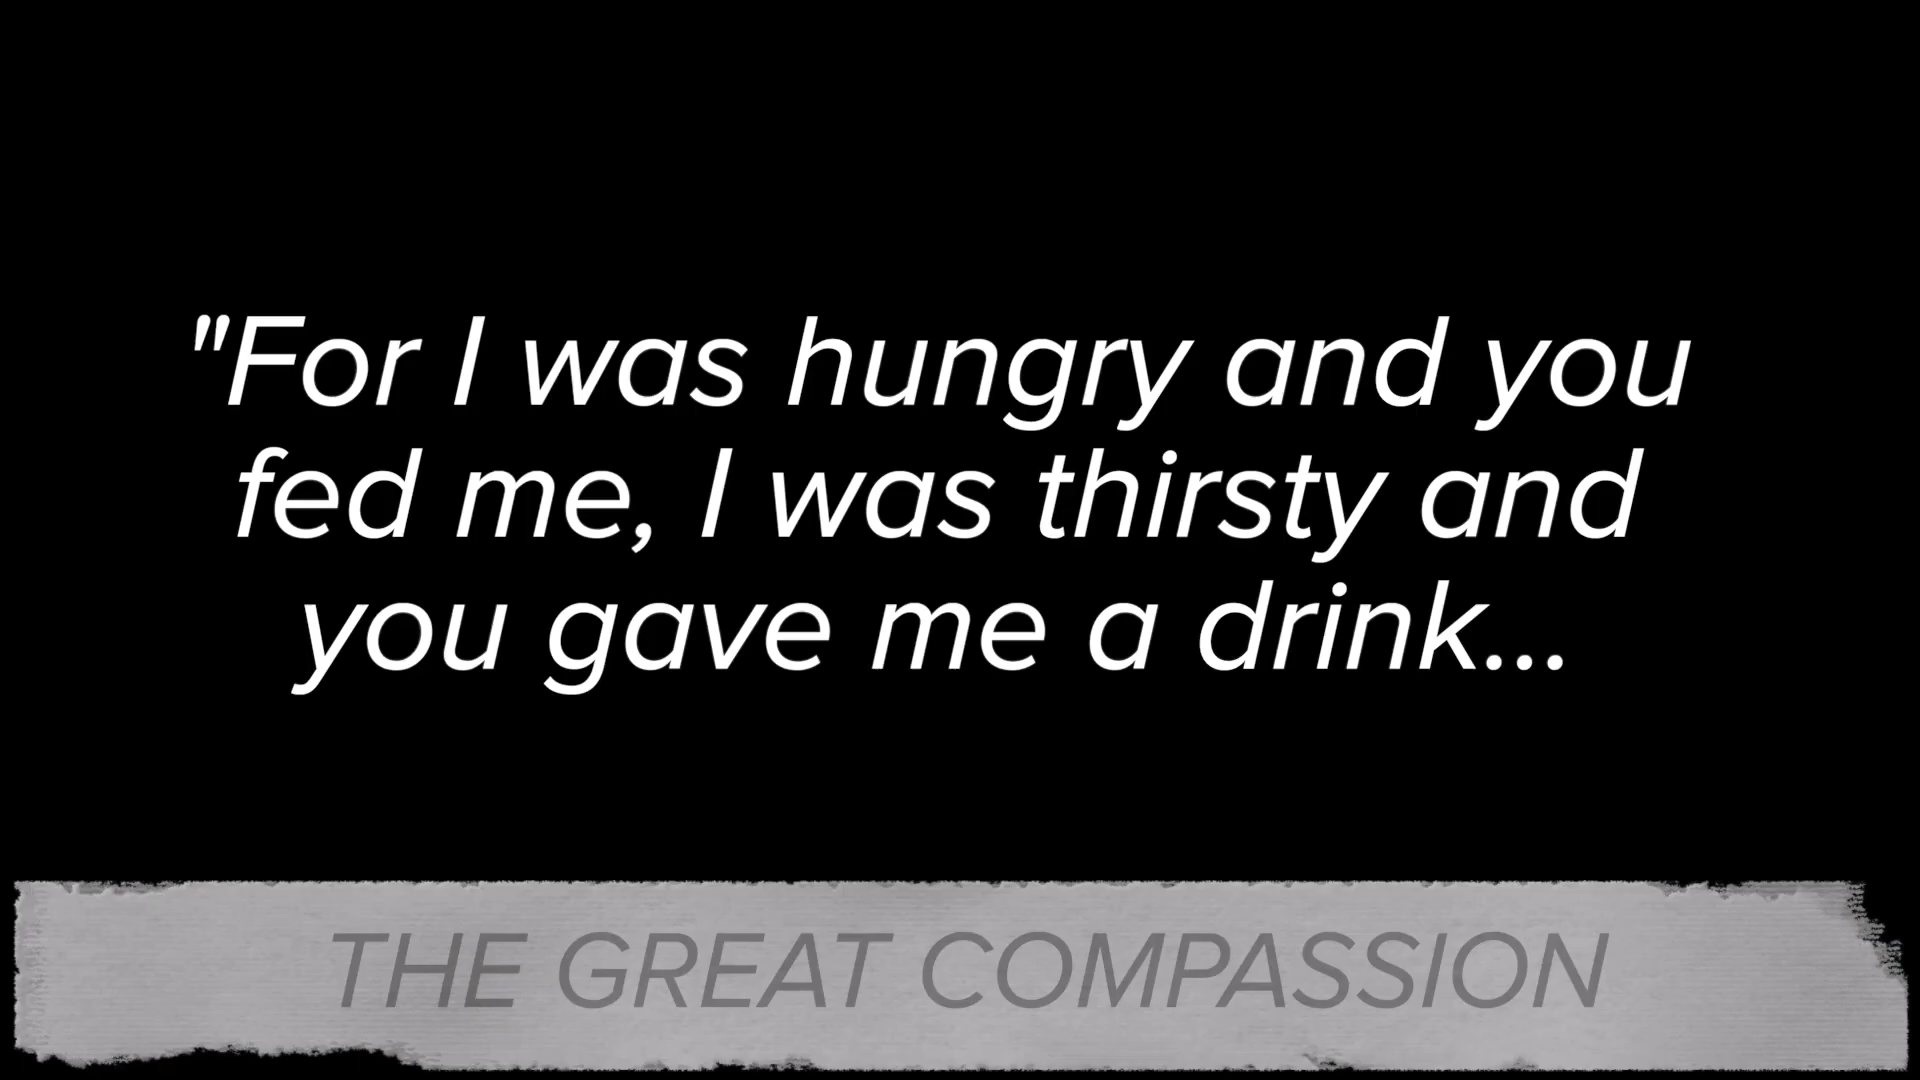 "For I was hungry and you
fed me, I was thirsty and
you gave me a drink...
THE GREAT COMPASSION